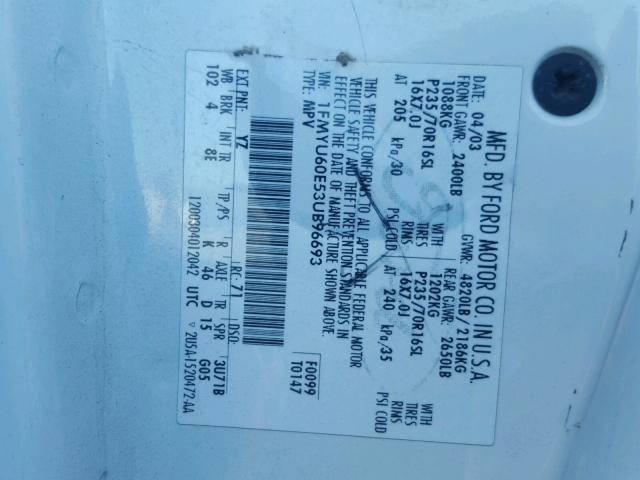 MFD. BY FORD MOTOR CO. IN U.S.A.
DATE: 04/03 GVWR: 4820LB/2186KG
FRONT GAWR: 2400LB REAR GAWR: 2650LB
1088KG WITH 1202KG WITH
P235/70R16SL TIRES P235/70R16SL TIRES
16X7.0J RIMS 16X7.0J RIMS
AT 205 kPa/30 PSI COLD AT 240 kPa/35 PSI COLD
THIS VEHICLE CONFORMS TO ALL APPLICABLE FEDERAL MOTOR
VEHICLE SAFETY AND THEFT PREVENTION STANDARDS IN
EFFECT ON THE DATE OF MANUFACTURE SHOWN ABOVE.
VIN: 1FMYU60E53UB96693
TYPE: MPV
F0099
T0147
EXT PNT: YZ RC: 71 DSO:
WB BRK INT TR TP/PS R AXLE TR SPR 3U71B
102 4 8E K 46 D 15 G05
1200304012042 UTC ▽ 2U5A-1520472-AA